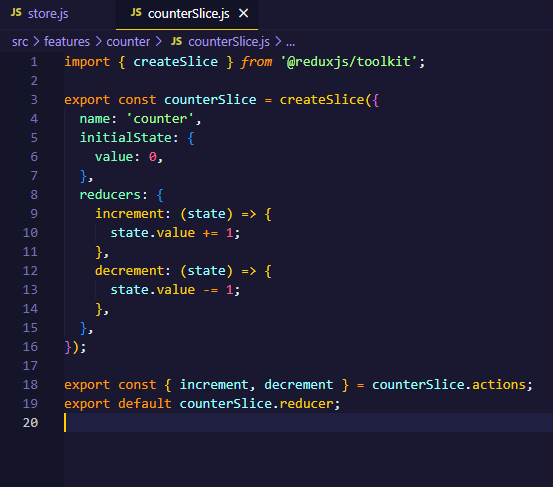 JS store.js JS counterSlice.js ×
src > features > counter > JS counterSlice.js > ...
1 import { createSlice } from '@reduxjs/toolkit';
2
3 export const counterSlice = createSlice({
4   name: 'counter',
5   initialState: {
6     value: 0,
7   },
8   reducers: {
9     increment: (state) => {
10       state.value += 1;
11     },
12     decrement: (state) => {
13       state.value -= 1;
14     },
15   },
16 });
17
18 export const { increment, decrement } = counterSlice.actions;
19 export default counterSlice.reducer;
20